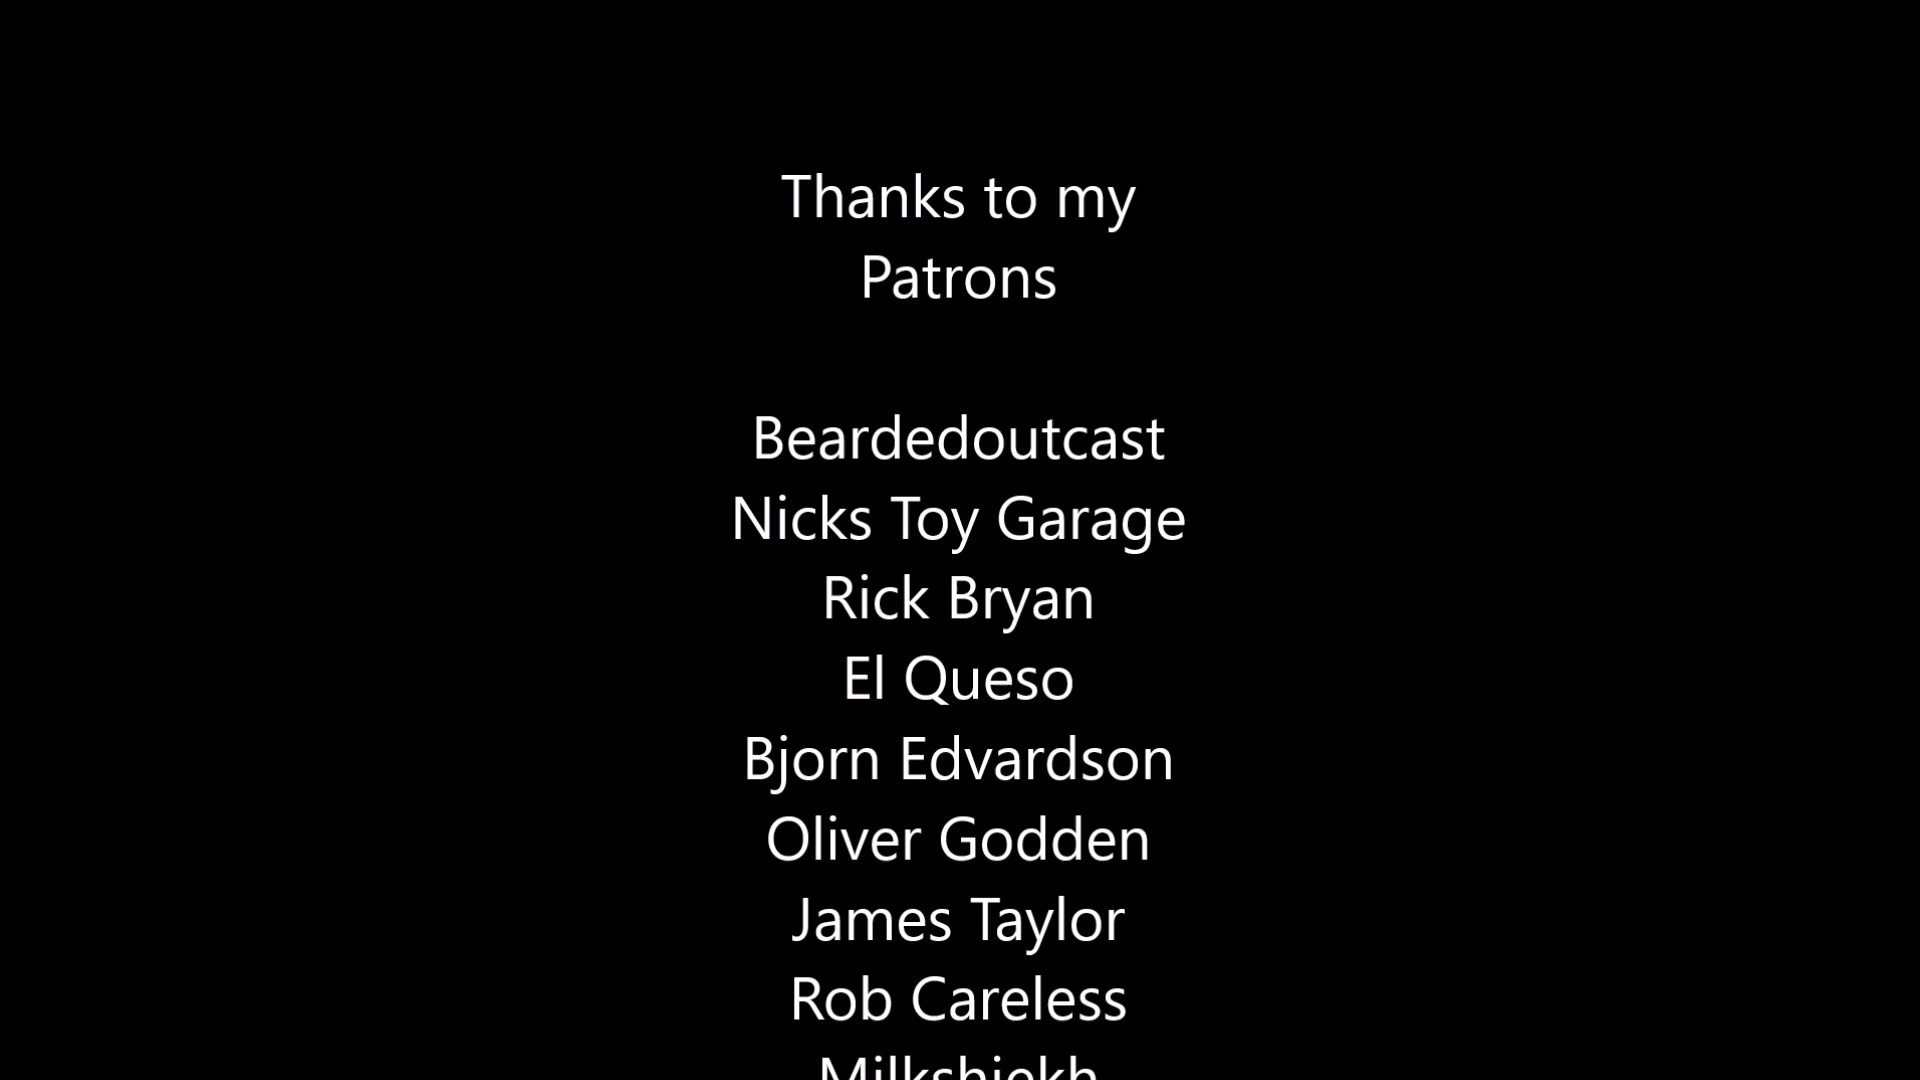 Thanks to my
Patrons
Beardedoutcast
Nicks Toy Garage
Rick Bryan
El Queso
Bjorn Edvardson
Oliver Godden
James Taylor
Rob Careless
Milkshiekh